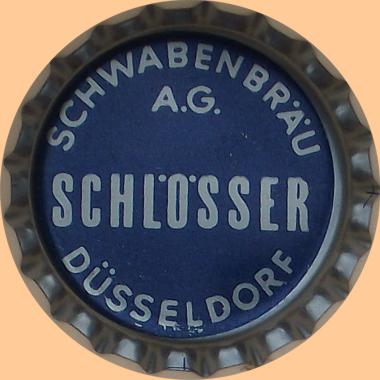 SCHWABENBRÄU
A.G.
SCHLÖSSER
DÜSSELDORF